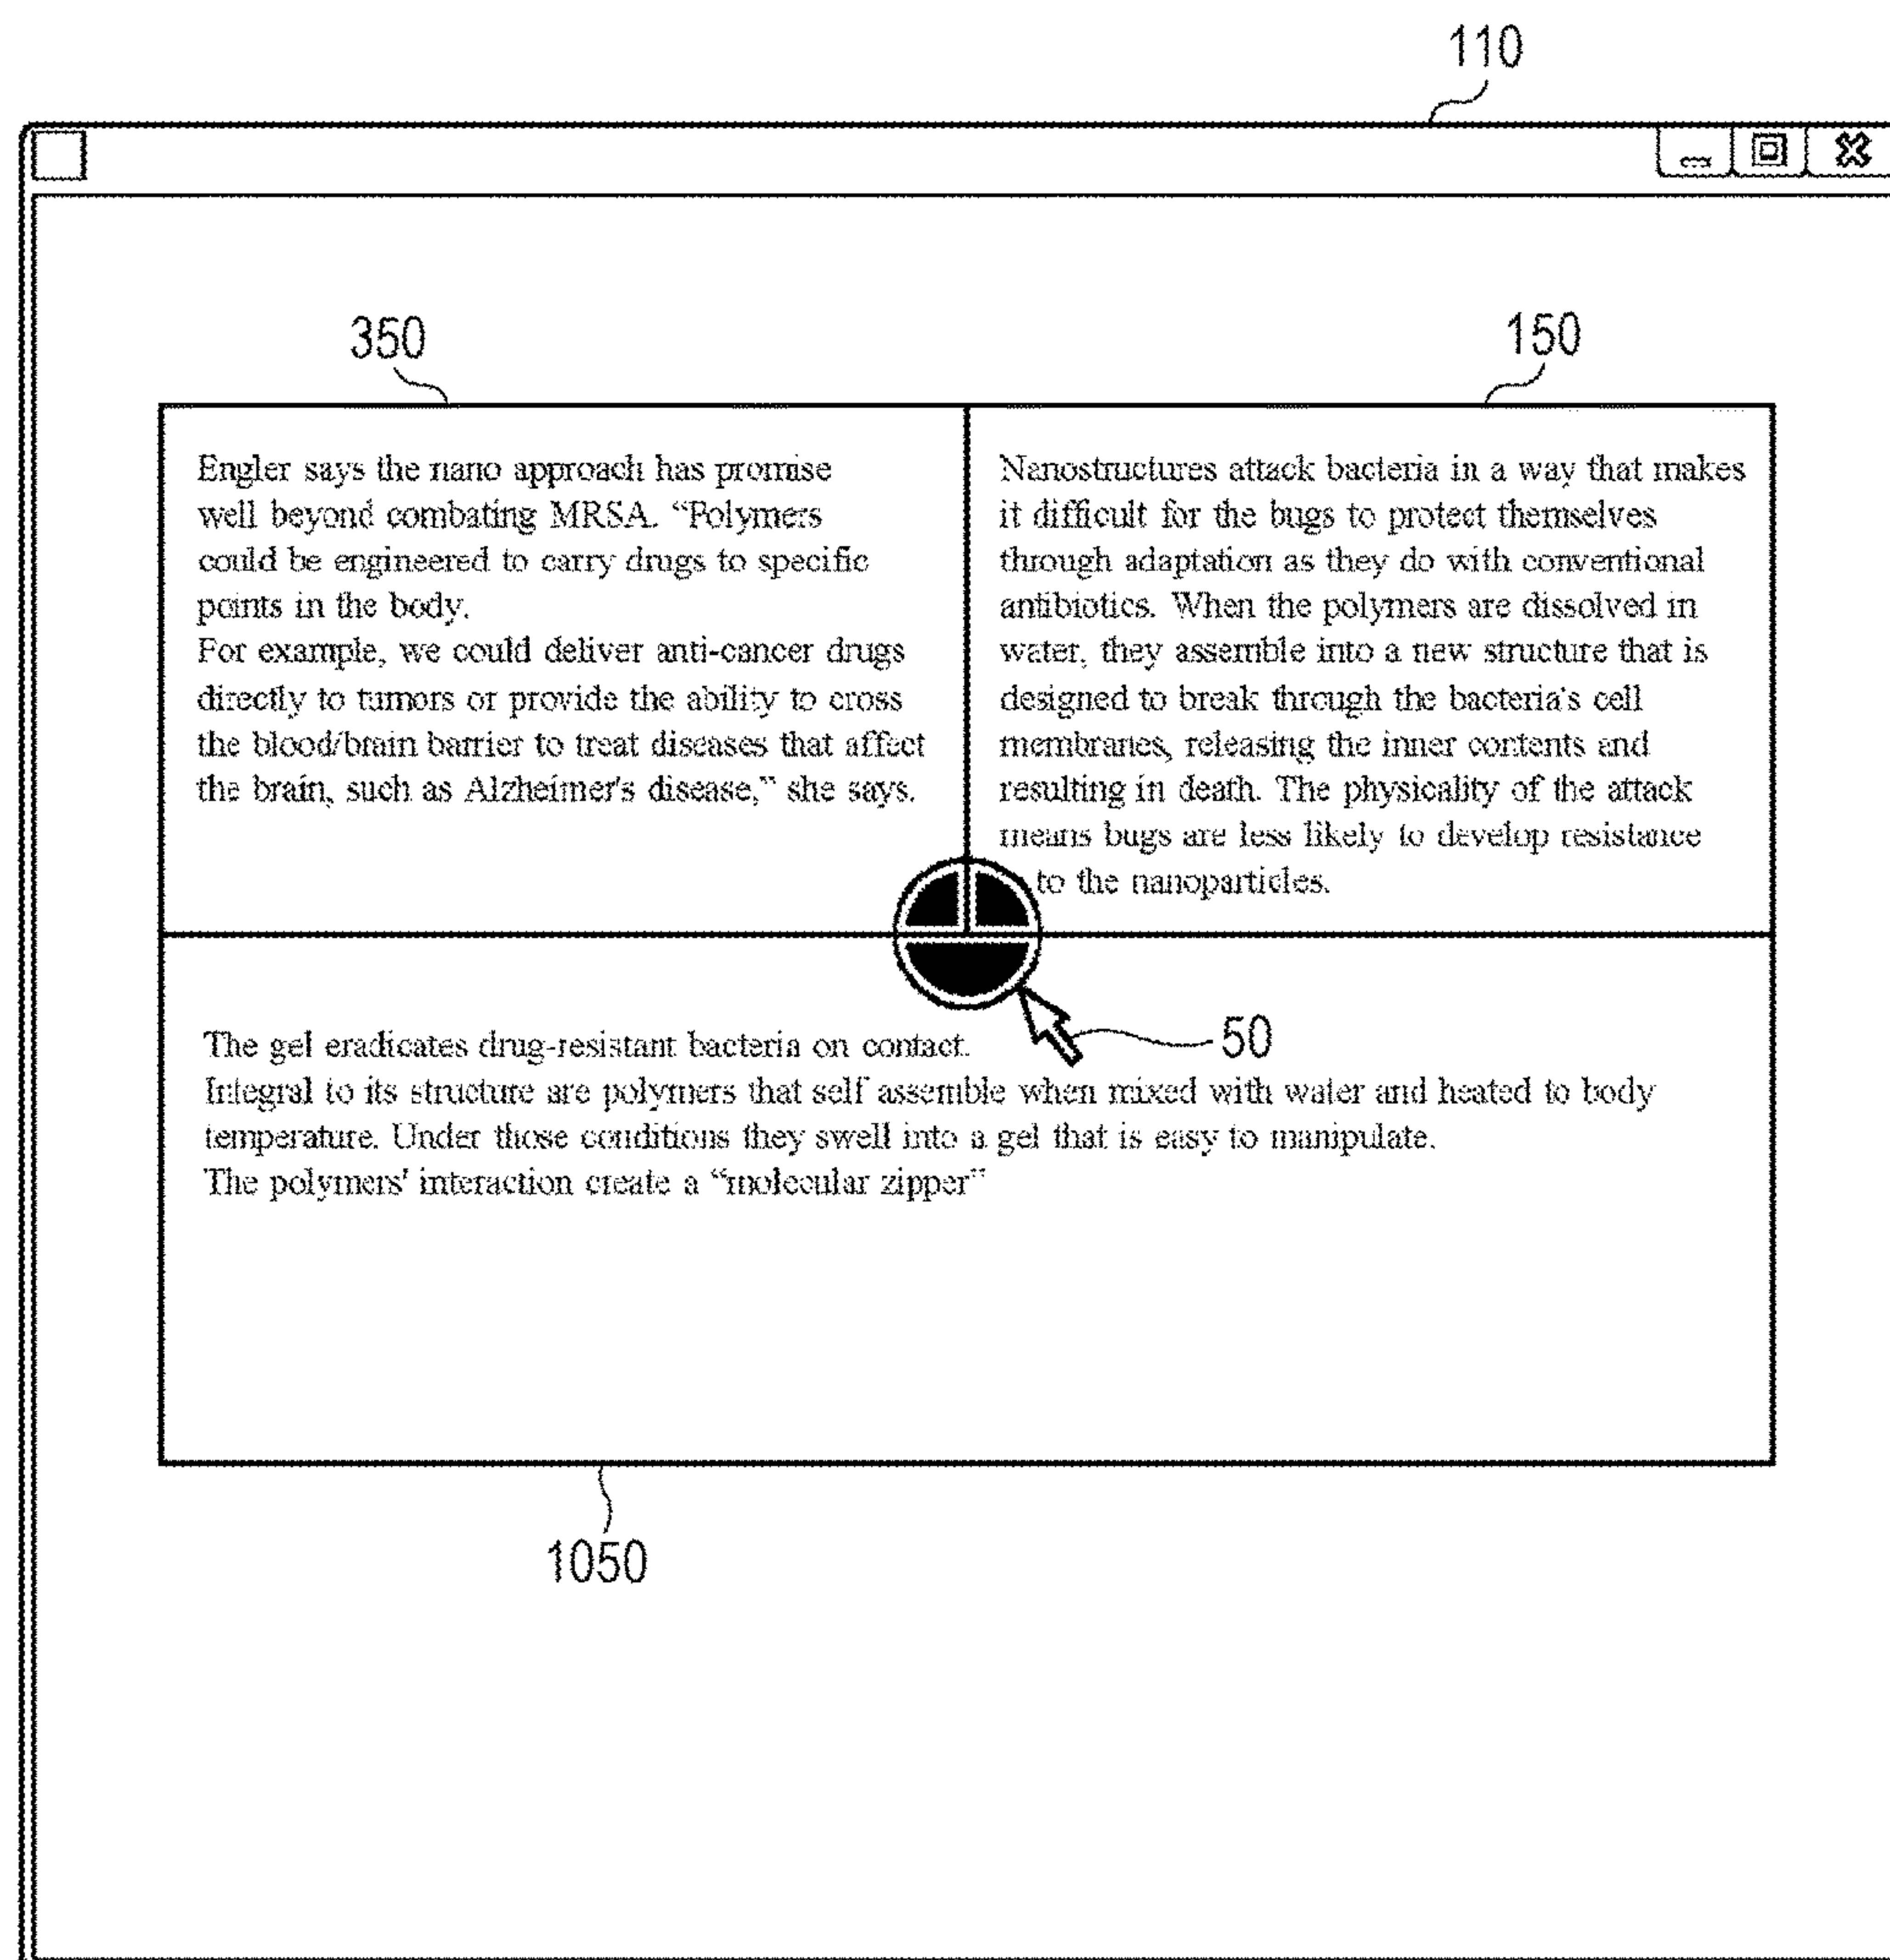 110
350
150
Engler says the nano approach has promise
well beyond combating MRSA. “Polymers
could be engineered to carry drugs to specific
points in the body.
For example, we could deliver anti-cancer drugs
directly to tumors or provide the ability to cross
the blood/brain barrier to treat diseases that affect
the brain, such as Alzheimer's disease,” she says.
Nanostructures attack bacteria in a way that makes
it difficult for the bugs to protect themselves
through adaptation as they do with conventional
antibiotics. When the polymers are dissolved in
water, they assemble into a new structure that is
designed to break through the bacteria's cell
membranes, releasing the inner contents and
resulting in death. The physicality of the attack
means bugs are less likely to develop resistance
to the nanoparticles.
50
The gel eradicates drug-resistant bacteria on contact.
Integral to its structure are polymers that self assemble when mixed with water and heated to body
temperature. Under those conditions they swell into a gel that is easy to manipulate.
The polymers' interaction create a “molecular zipper”
1050